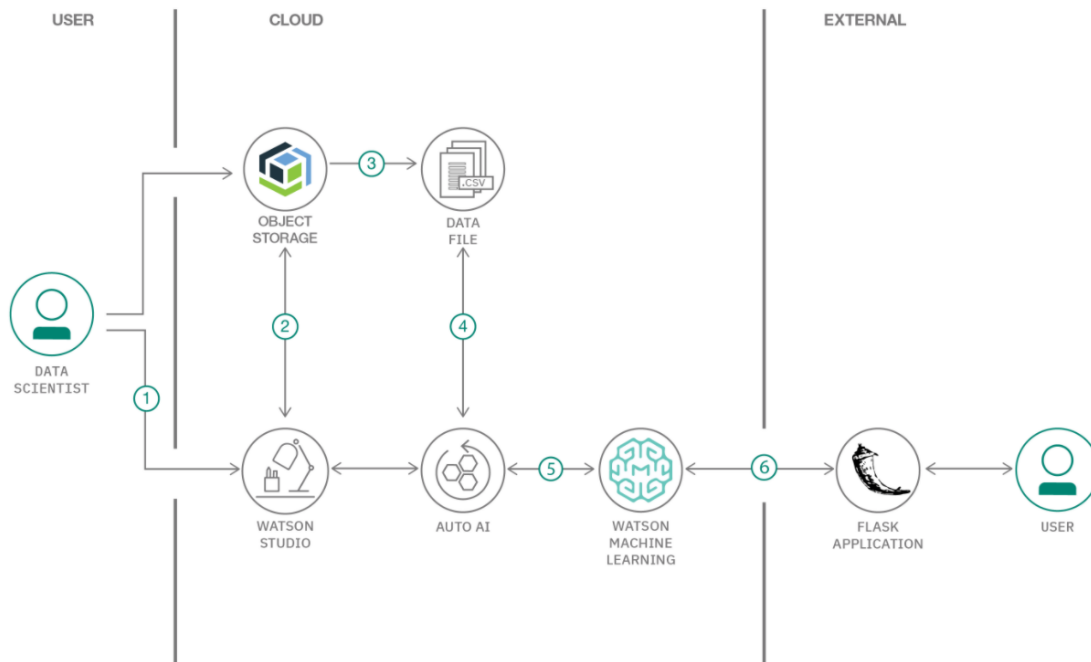 USER
CLOUD
EXTERNAL
3
.CSV
OBJECT
STORAGE
DATA
FILE
2
4
DATA
SCIENTIST
1
5
6
WATSON
STUDIO
AUTO AI
WATSON
MACHINE
LEARNING
FLASK
APPLICATION
USER